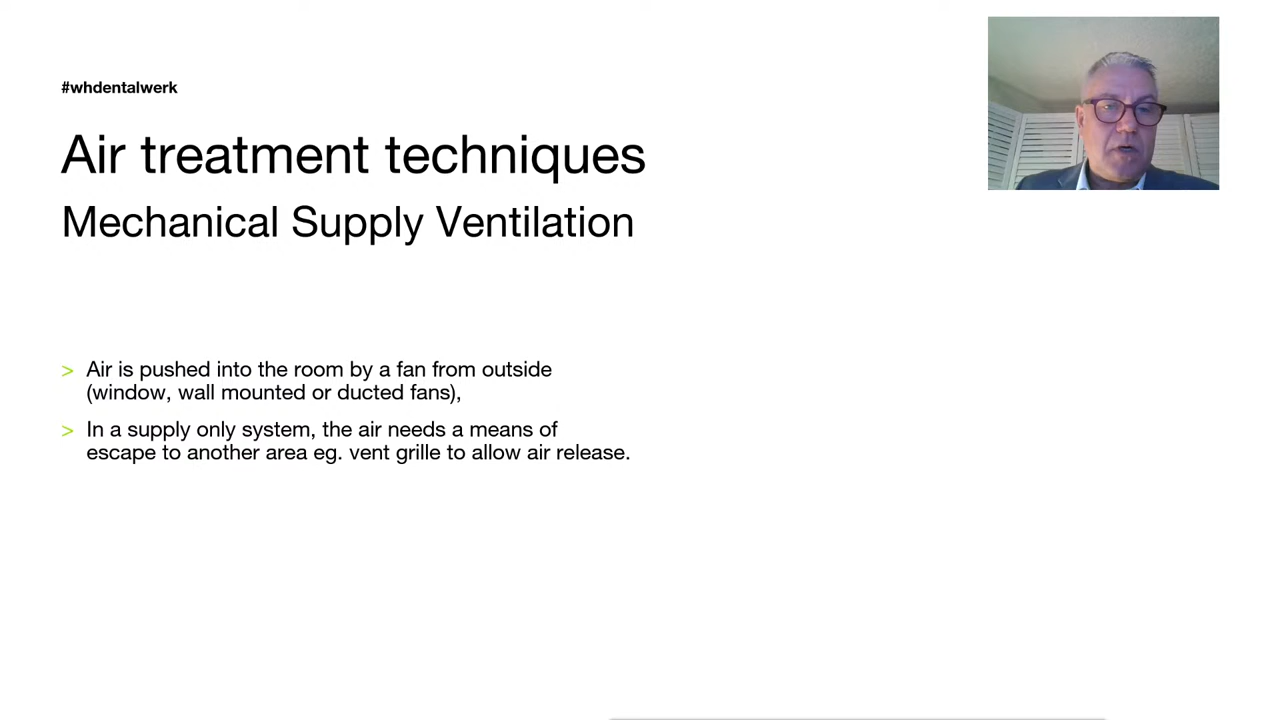 #whdentalwerk
Air treatment techniques
Mechanical Supply Ventilation
> Air is pushed into the room by a fan from outside
(window, wall mounted or ducted fans),
> In a supply only system, the air needs a means of
escape to another area eg. vent grille to allow air release.